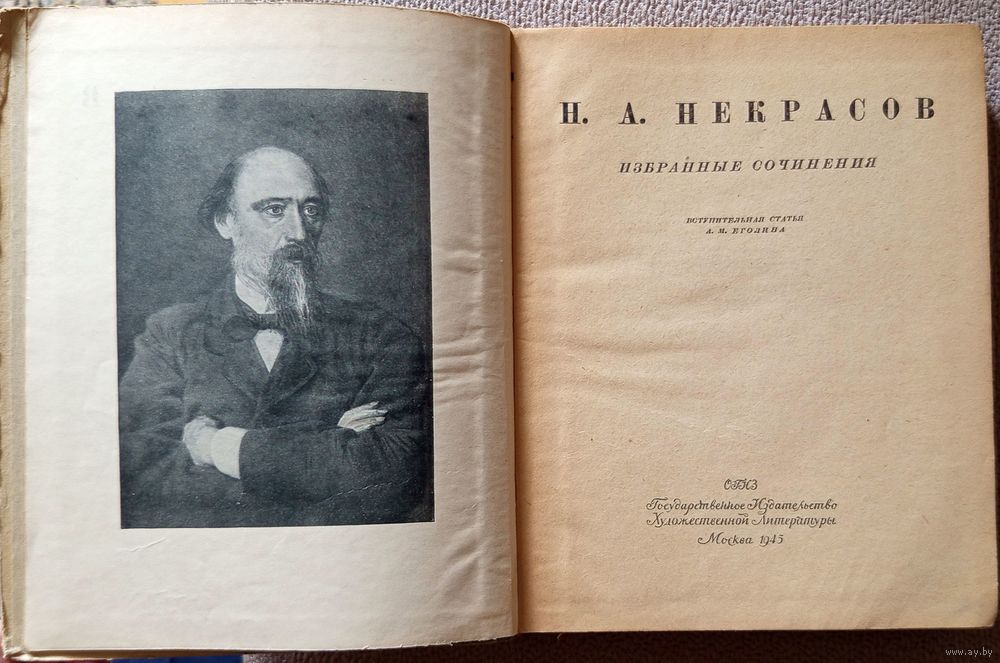 Н. А. НЕКРАСОВ
ИЗБРАННЫЕ СОЧИНЕНИЯ
ВСТУПИТЕЛЬНАЯ СТАТЬЯ
А. М. ЕГОЛИНА
ОГИЗ
Государственное Издательство
Художественной Литературы
Москва 1945
www.ay.by